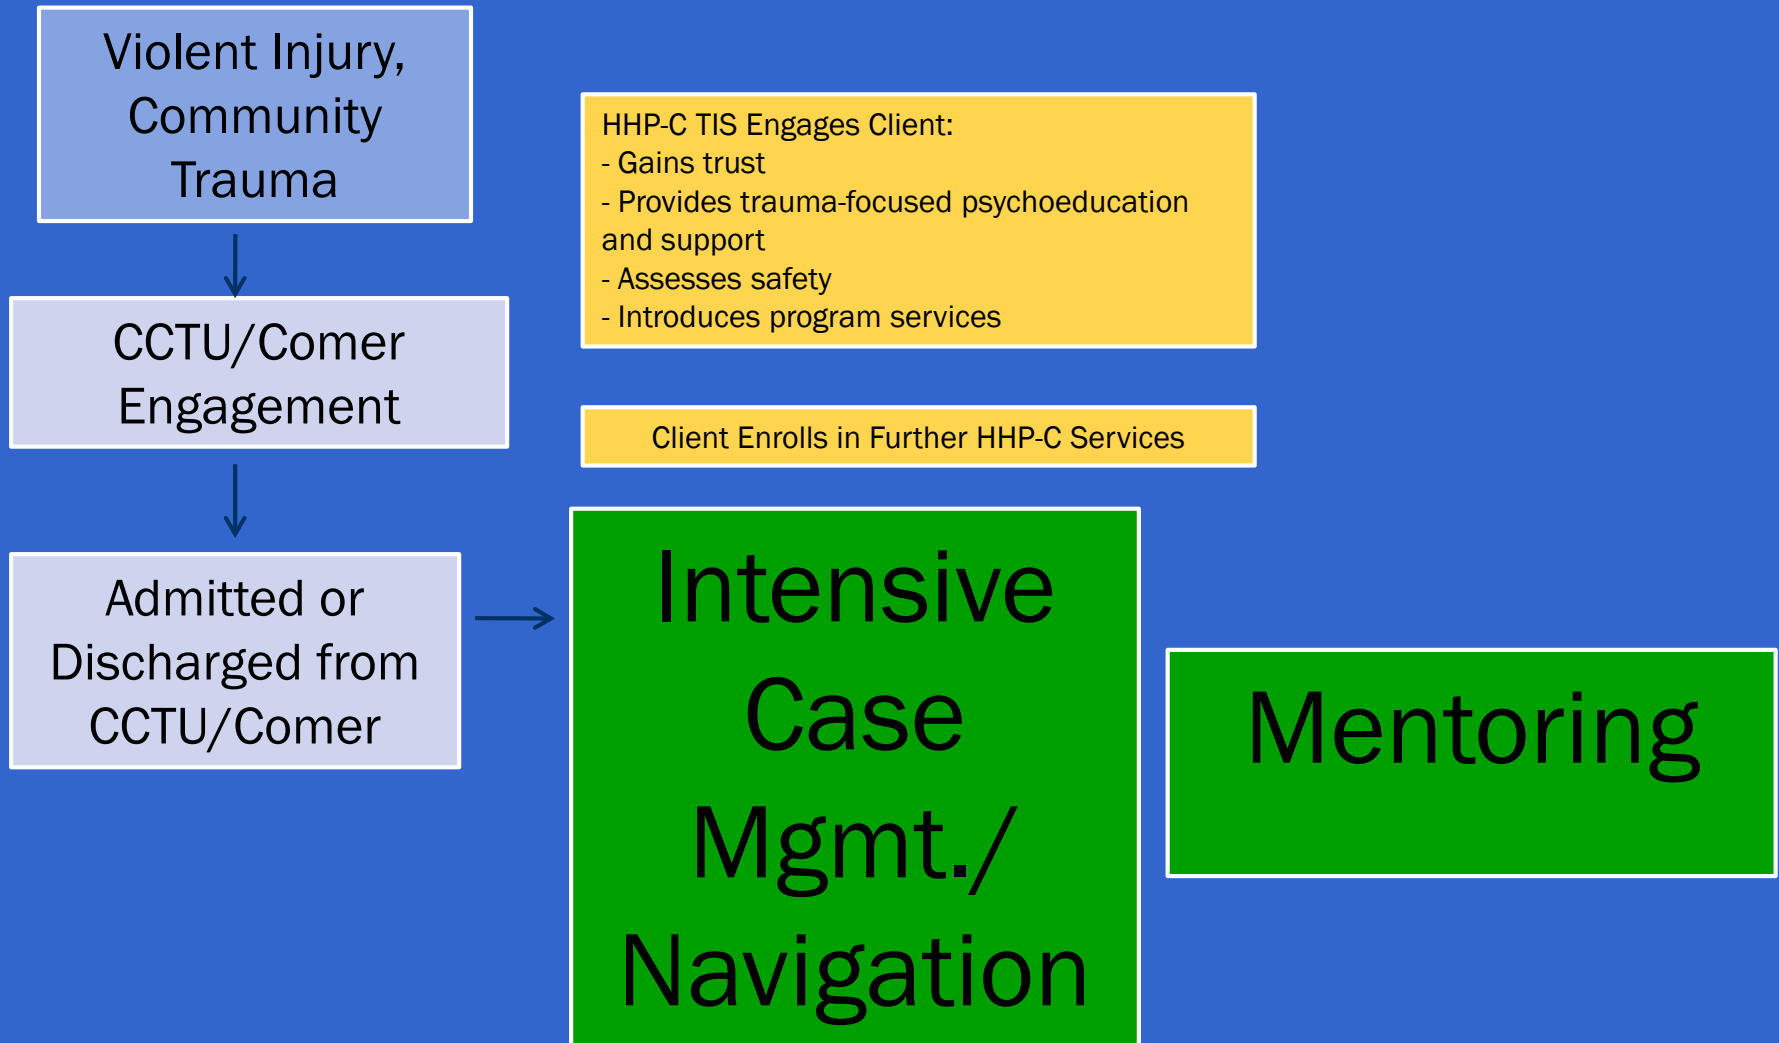 Violent Injury,
Community
Trauma
CCTU/Comer
Engagement
Admitted or
Discharged from
CCTU/Comer
HHP-C TIS Engages Client:
- Gains trust
- Provides trauma-focused psychoeducation
and support
- Assesses safety
- Introduces program services
Client Enrolls in Further HHP-C Services
Intensive
Case
Mgmt./
Navigation
Mentoring